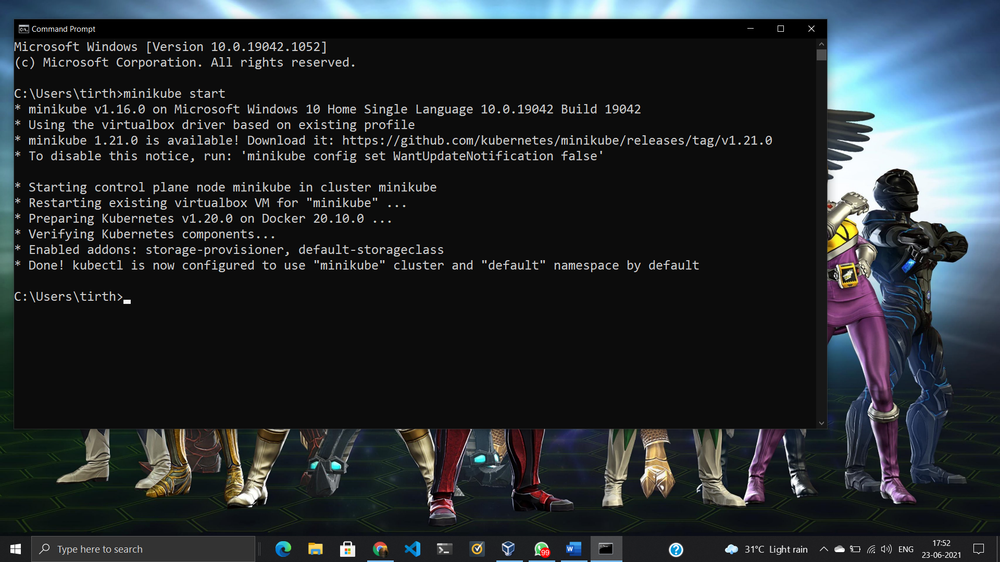 Command Prompt
Microsoft Windows [Version 10.0.19042.1052]
(c) Microsoft Corporation. All rights reserved.
C:\Users\tirth>minikube start
* minikube v1.16.0 on Microsoft Windows 10 Home Single Language 10.0.19042 Build 19042
* Using the virtualbox driver based on existing profile
* minikube 1.21.0 is available! Download it: https://github.com/kubernetes/minikube/releases/tag/v1.21.0
* To disable this notice, run: 'minikube config set WantUpdateNotification false'
* Starting control plane node minikube in cluster minikube
* Restarting existing virtualbox VM for "minikube" ...
* Preparing Kubernetes v1.20.0 on Docker 20.10.0 ...
* Verifying Kubernetes components...
* Enabled addons: storage-provisioner, default-storageclass
* Done! kubectl is now configured to use "minikube" cluster and "default" namespace by default
C:\Users\tirth>
Type here to search
99
31°C Light rain
ENG
17:52
23-06-2021